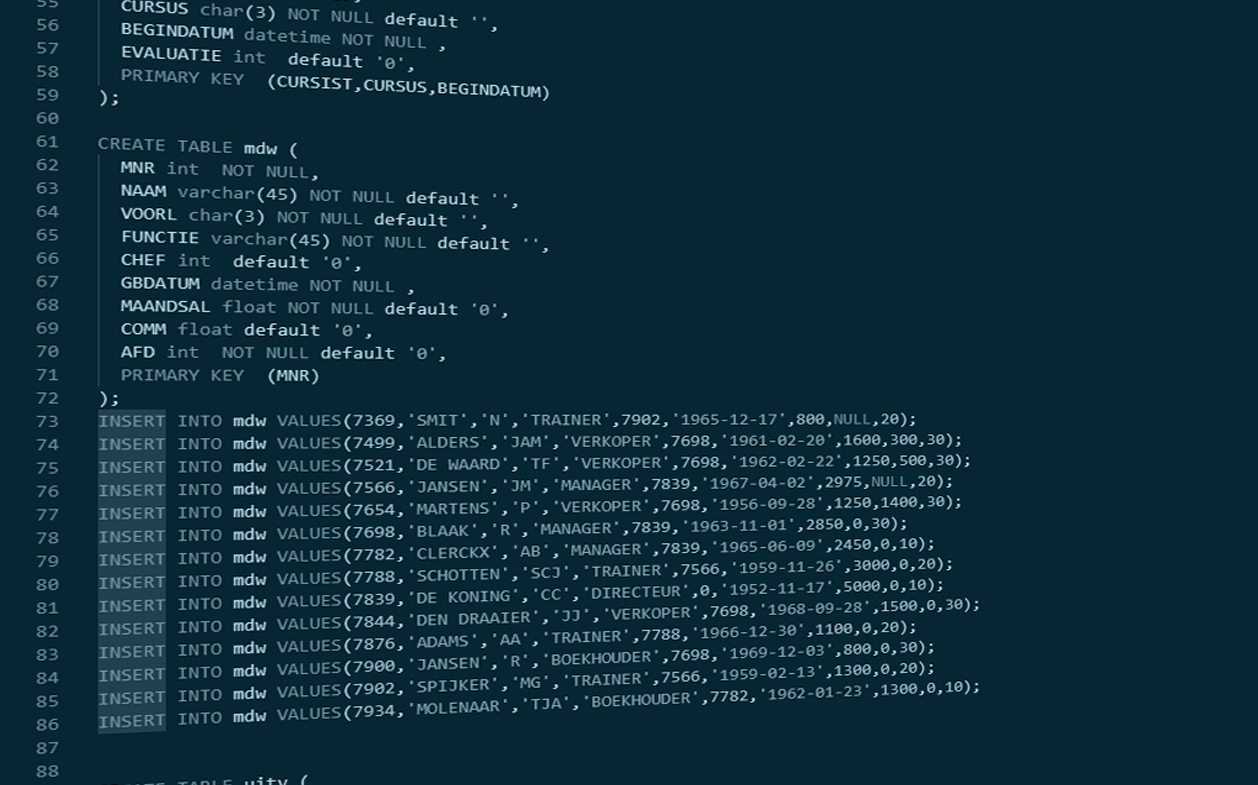 55
CURSUS char(3) NOT NULL default '',
56 BEGINDATUM datetime NOT NULL ,
57 EVALUATIE int  default '0',
58 PRIMARY KEY  (CURSIST,CURSUS,BEGINDATUM)
59 );
60
61 CREATE TABLE mdw (
62 MNR int  NOT NULL,
63 NAAM varchar(45) NOT NULL default '',
64 VOORL char(3) NOT NULL default '',
65 FUNCTIE varchar(45) NOT NULL default '',
66 CHEF int  default '0',
67 GBDATUM datetime NOT NULL ,
68 MAANDSAL float NOT NULL default '0',
69 COMM float default '0',
70 AFD int  NOT NULL default '0',
71 PRIMARY KEY  (MNR)
72 );
73 INSERT INTO mdw VALUES(7369,'SMIT','N','TRAINER',7902,'1965-12-17',800,NULL,20);
74 INSERT INTO mdw VALUES(7499,'ALDERS','JAM','VERKOPER',7698,'1961-02-20',1600,300,30);
75 INSERT INTO mdw VALUES(7521,'DE WAARD','TF','VERKOPER',7698,'1962-02-22',1250,500,30);
76 INSERT INTO mdw VALUES(7566,'JANSEN','JM','MANAGER',7839,'1967-04-02',2975,NULL,20);
77 INSERT INTO mdw VALUES(7654,'MARTENS','P','VERKOPER',7698,'1956-09-28',1250,1400,30);
78 INSERT INTO mdw VALUES(7698,'BLAAK','R','MANAGER',7839,'1963-11-01',2850,0,30);
79 INSERT INTO mdw VALUES(7782,'CLERCKX','AB','MANAGER',7839,'1965-06-09',2450,0,10);
80 INSERT INTO mdw VALUES(7788,'SCHOTTEN','SCJ','TRAINER',7566,'1959-11-26',3000,0,20);
81 INSERT INTO mdw VALUES(7839,'DE KONING','CC','DIRECTEUR',0,'1952-11-17',5000,0,10);
82 INSERT INTO mdw VALUES(7844,'DEN DRAAIER','JJ','VERKOPER',7698,'1968-09-28',1500,0,30);
83 INSERT INTO mdw VALUES(7876,'ADAMS','AA','TRAINER',7788,'1966-12-30',1100,0,20);
84 INSERT INTO mdw VALUES(7900,'JANSEN','R','BOEKHOUDER',7698,'1969-12-03',800,0,30);
85 INSERT INTO mdw VALUES(7902,'SPIJKER','MG','TRAINER',7566,'1959-02-13',1300,0,20);
86 INSERT INTO mdw VALUES(7934,'MOLENAAR','TJA','BOEKHOUDER',7782,'1962-01-23',1300,0,10);
87
88
TABLE uity (